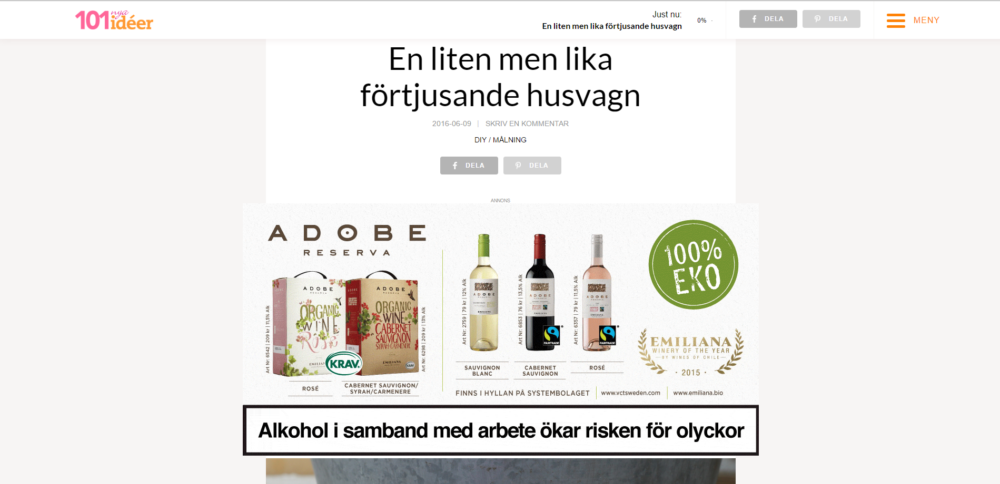 101 nya idéer
Just nu:
En liten men lika förtjusande husvagn
0%
DELA
DELA
MENY
En liten men lika
förtjusande husvagn
2016-06-09 | SKRIV EN KOMMENTAR
DIY / MÅLNING
DELA
DELA
ANNONS
ADOBE
RESERVA
Art Nr: 6542 | 209 kr | 11,5% Alk
ADOBE
RESERVA
ORGANIC
WINE
Rosé
EMILIANA
KRAV
ADOBE
RESERVA
ORGANIC
WINE
CABERNET
SAUVIGNON
SYRAH-CARMENERE
EMILIANA
KRAV
Art Nr: 6298 | 209 kr | 13% Alk
ROSÉ
CABERNET SAUVIGNON/
SYRAH/CARMENERE
Art Nr: 2759 | 79 kr | 12% Alk
ADOBE
EMILIANA
SAUVIGNON
BLANC
Art Nr: 6853 | 76 kr | 13,5% Alk
ADOBE
EMILIANA
FAIRTRADE
CABERNET
SAUVIGNON
Art Nr: 6357 | 79 kr | 11,5% Alk
ADOBE
EMILIANA
FAIRTRADE
ROSÉ
100%
EKO
EMILIANA
WINERY OF THE YEAR
BY WINES OF CHILE
· 2015 ·
FINNS I HYLLAN PÅ SYSTEMBOLAGET | www.vctsweden.com | www.emiliana.bio
Alkohol i samband med arbete ökar risken för olyckor